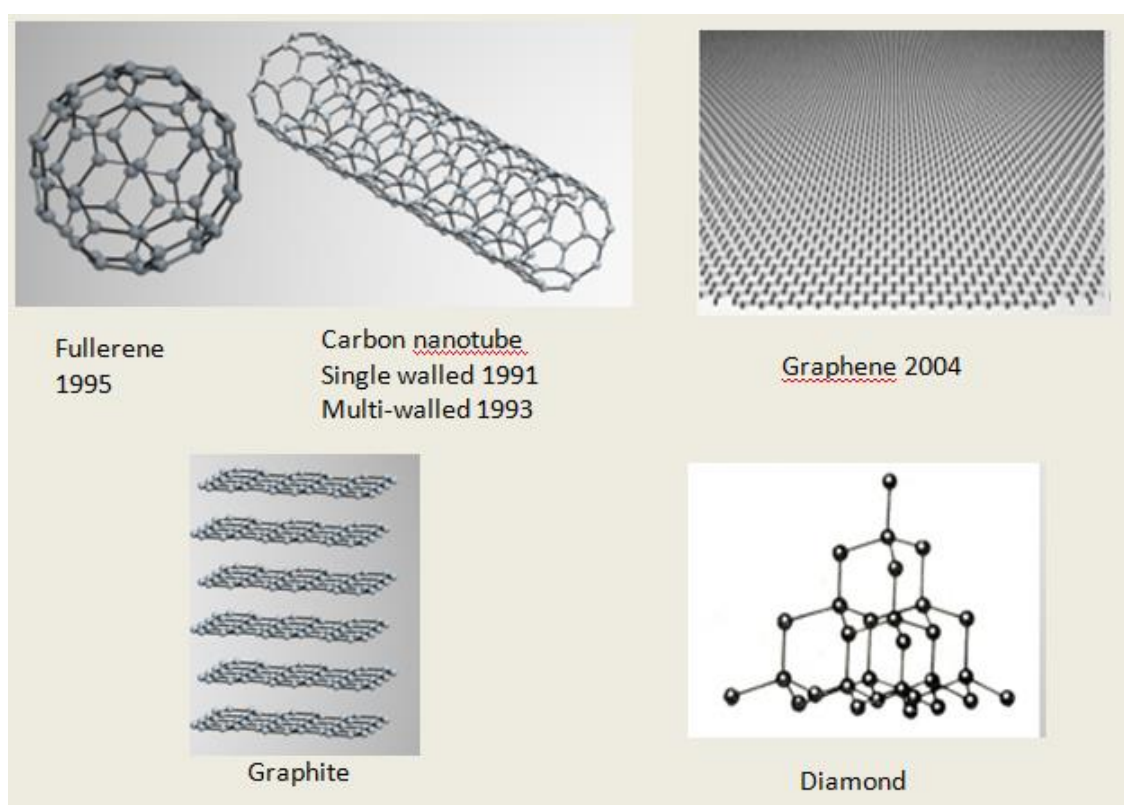 Fullerene
1995
Carbon nanotube
Single walled 1991
Multi-walled 1993
Graphene 2004
Graphite
Diamond